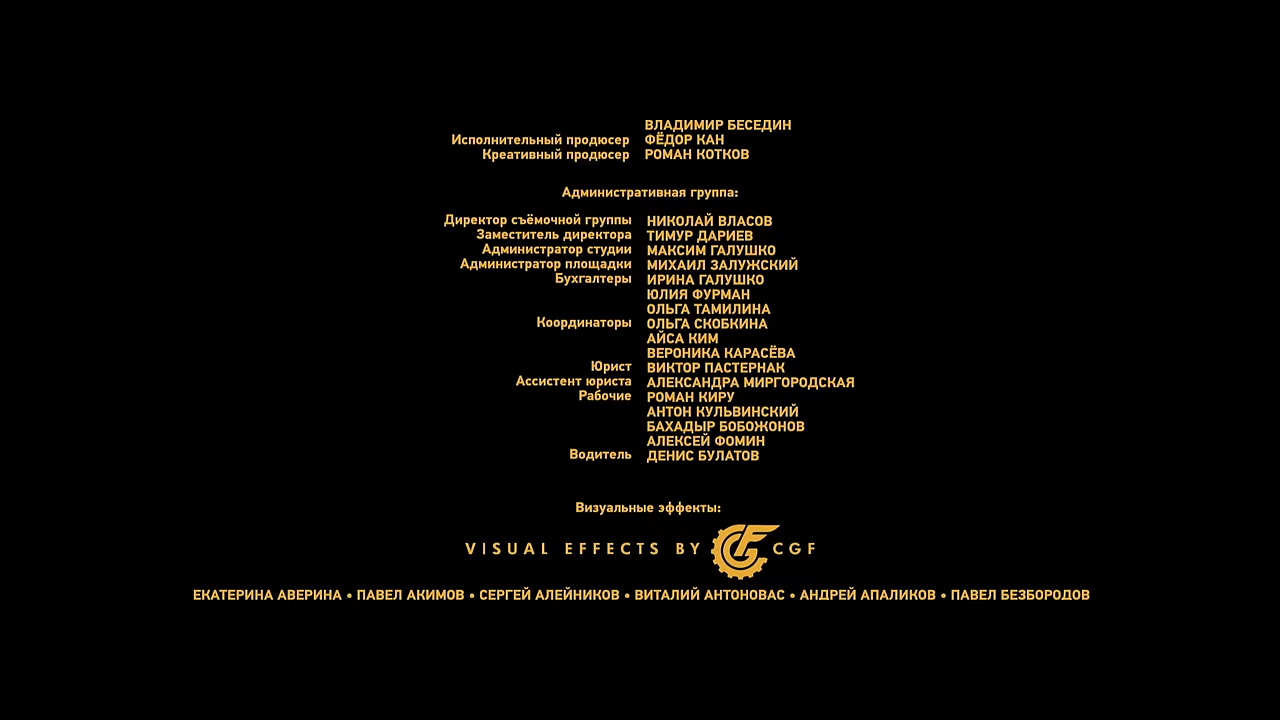 ВЛАДИМИР БЕСЕДИН
Исполнительный продюсер ФЁДОР КАН
Креативный продюсер РОМАН КОТКОВ
Административная группа:
Директор съёмочной группы НИКОЛАЙ ВЛАСОВ
Заместитель директора ТИМУР ДАРИЕВ
Администратор студии МАКСИМ ГАЛУШКО
Администратор площадки МИХАИЛ ЗАЛУЖСКИЙ
Бухгалтеры ИРИНА ГАЛУШКО
ЮЛИЯ ФУРМАН
ОЛЬГА ТАМИЛИНА
Координаторы ОЛЬГА СКОБКИНА
АЙСА КИМ
ВЕРОНИКА КАРАСЁВА
Юрист ВИКТОР ПАСТЕРНАК
Ассистент юриста АЛЕКСАНДРА МИРГОРОДСКАЯ
Рабочие РОМАН КИРУ
АНТОН КУЛЬВИНСКИЙ
БАХАДЫР БОБОЖОНОВ
АЛЕКСЕЙ ФОМИН
Водитель ДЕНИС БУЛАТОВ
Визуальные эффекты:
VISUAL EFFECTS BY CGF
ЕКАТЕРИНА АВЕРИНА • ПАВЕЛ АКИМОВ • СЕРГЕЙ АЛЕЙНИКОВ • ВИТАЛИЙ АНТОНОВАС • АНДРЕЙ АПАЛИКОВ • ПАВЕЛ БЕЗБОРОДОВ